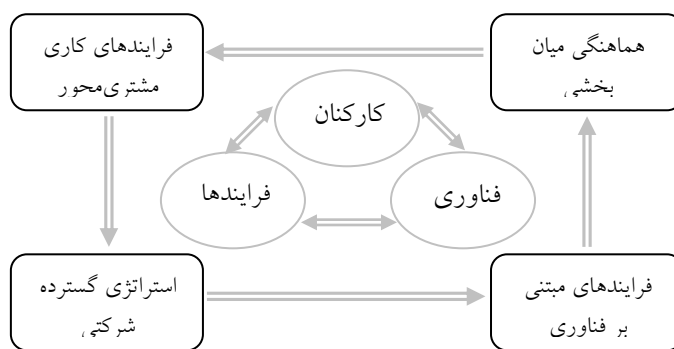 هماهنگی میان
بخشی
فرایندهای کاری
مشتری‌محور
کارکنان
فناوری
فرایندها
فرایندهای مبتنی
بر فناوری
استراتژی گسترده
شرکتی